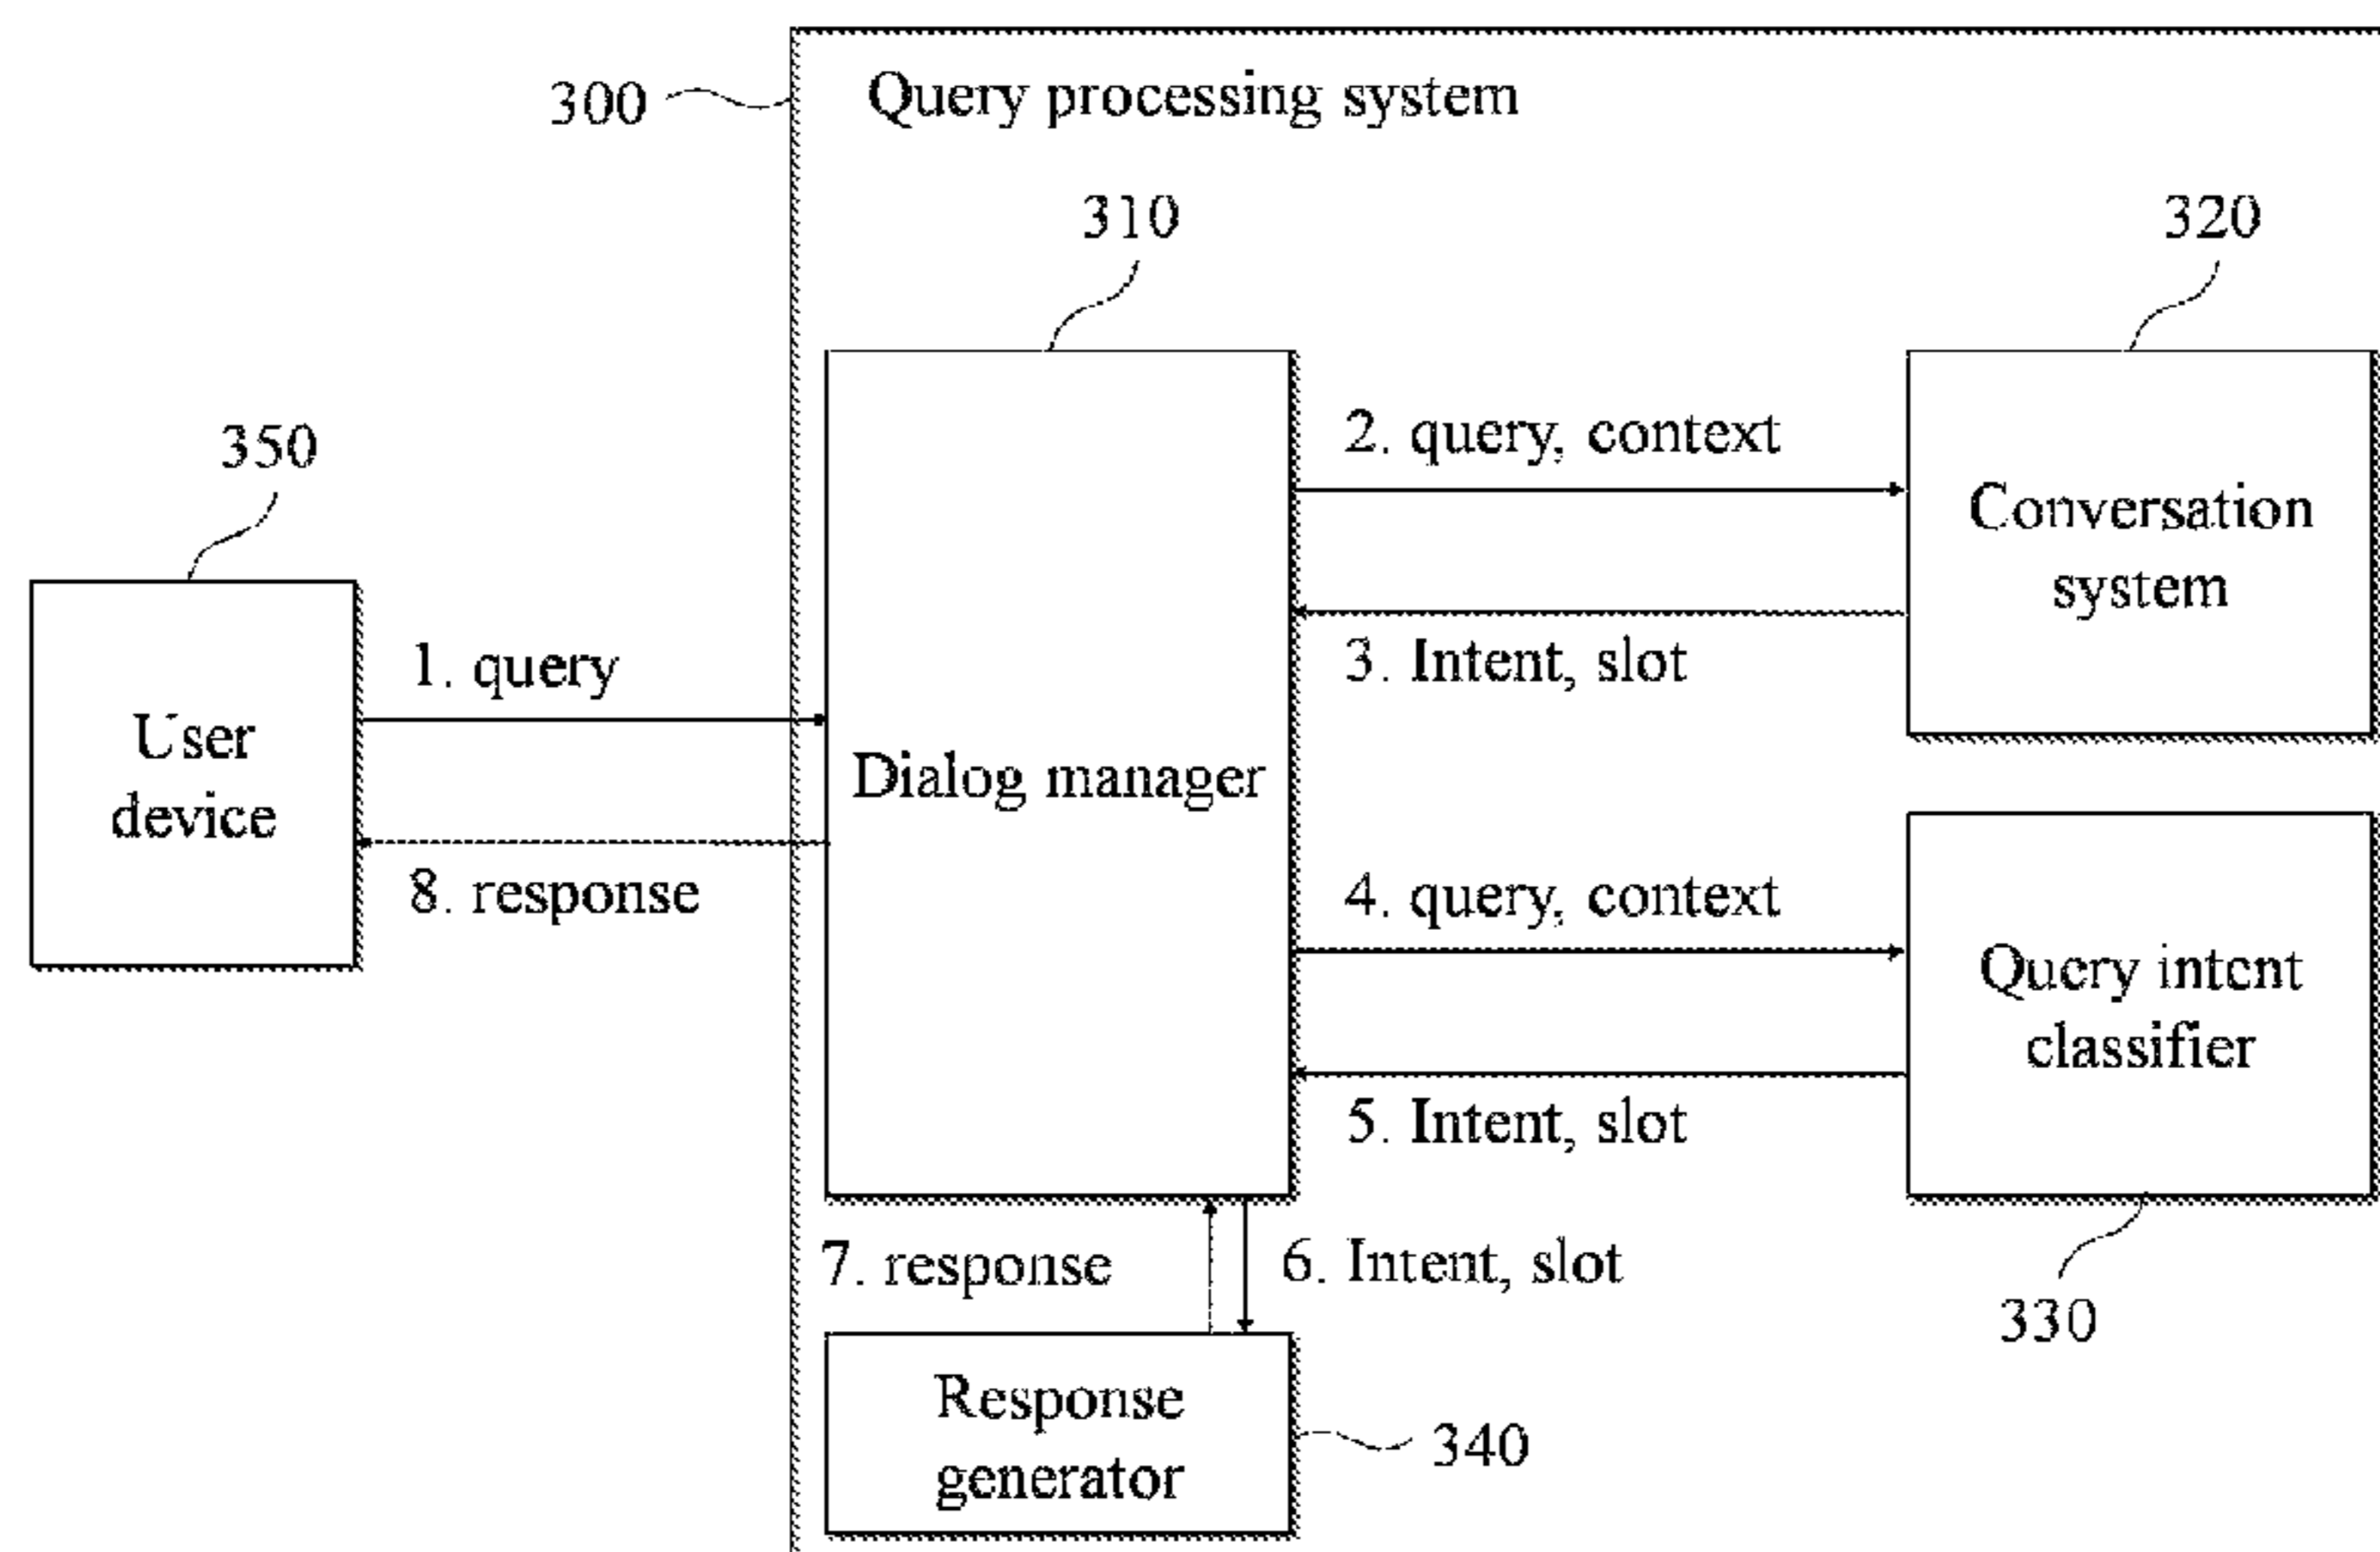 300
Query processing system
310
320
350
2. query, context
Conversation
system
3. Intent, slot
1. query
User
device
Dialog manager
8. response
4. query, context
Query intent
classifier
5. Intent, slot
7. response
6. Intent, slot
330
Response
generator
340